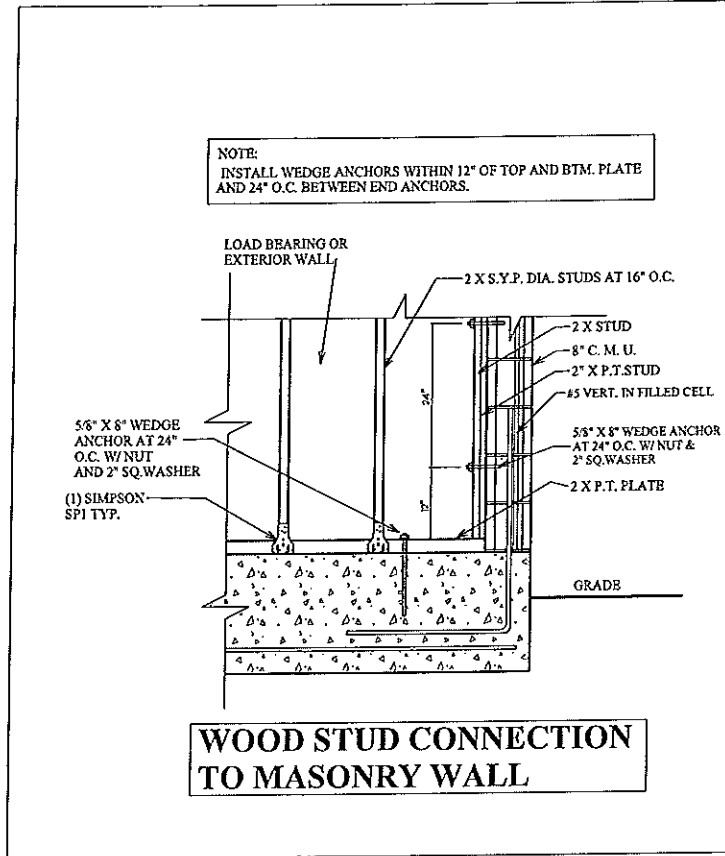 NOTE:
INSTALL WEDGE ANCHORS WITHIN 12" OF TOP AND BTM. PLATE
AND 24" O.C. BETWEEN END ANCHORS.
LOAD BEARING OR
EXTERIOR WALL
2 X S.Y.P. DIA. STUDS AT 16" O.C.
2 X STUD
8" C. M. U.
2" X P.T.STUD
#5 VERT. IN FILLED CELL
5/8" X 8" WEDGE ANCHOR
AT 24" O.C. W/ NUT &
2" SQ.WASHER
2 X P.T. PLATE
24"
12"
5/8" X 8" WEDGE
ANCHOR AT 24"
O.C. W/ NUT
AND 2" SQ.WASHER
(1) SIMPSON
SP1 TYP.
GRADE
WOOD STUD CONNECTION
TO MASONRY WALL